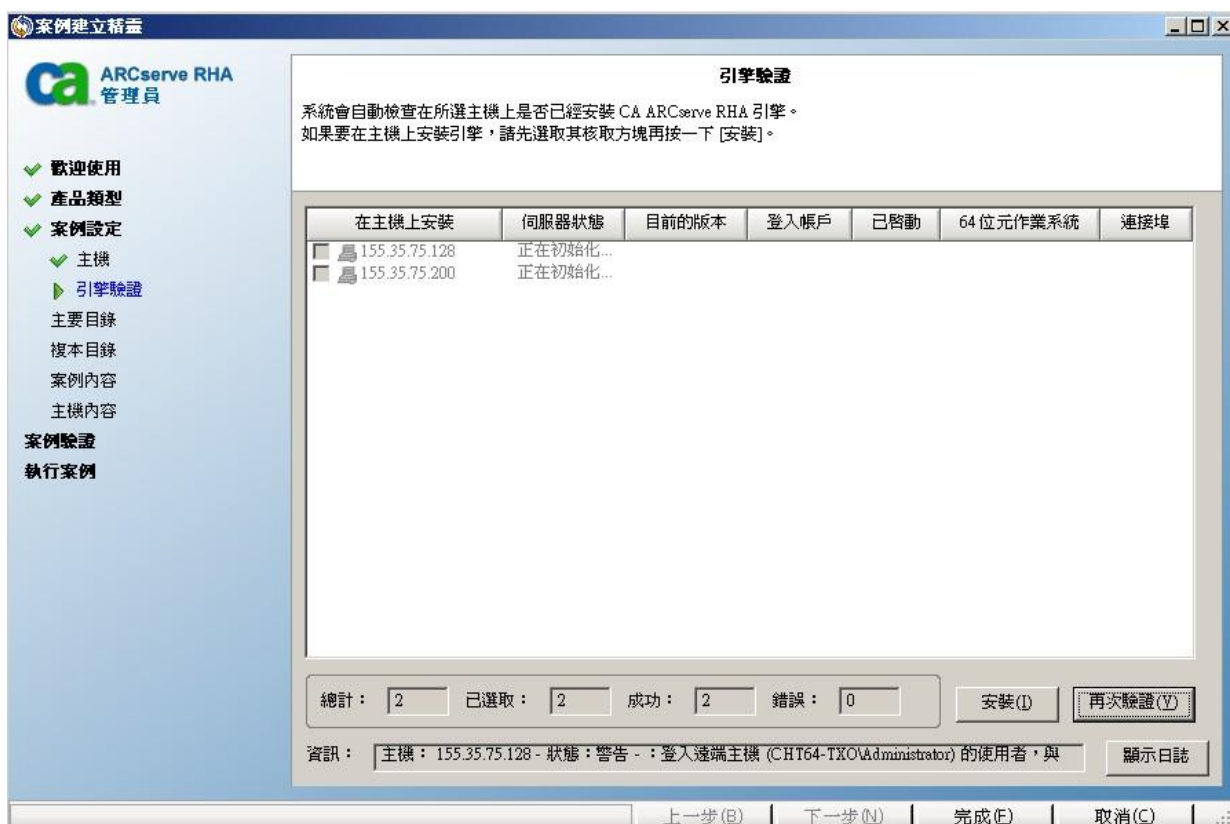 案例建立精靈
ca ARCserve RHA
管理員
歡迎使用
產品類型
案例設定
主機
引擎驗證
主要目錄
複本目錄
案例內容
主機內容
案例驗證
執行案例
引擎驗證
系統會自動檢查在所選主機上是否已經安裝 CA ARCserve RHA 引擎。
如果要在主機上安裝引擎，請先選取其核取方塊再按一下 [安裝]。
在主機上安裝 伺服器狀態 目前的版本 登入帳戶 已啓動 64 位元作業系統 連接埠
155.35.75.128 正在初始化...
155.35.75.200 正在初始化...
總計： 2 已選取： 2 成功： 2 錯誤： 0 安裝(I) 再次驗證(V)
資訊： 主機： 155.35.75.128 - 狀態：警告 - ：登入遠端主機 (CHT64-TXO\Administrator) 的使用者，與 顯示日誌
上一步(B) 下一步(N) 完成(F) 取消(C)